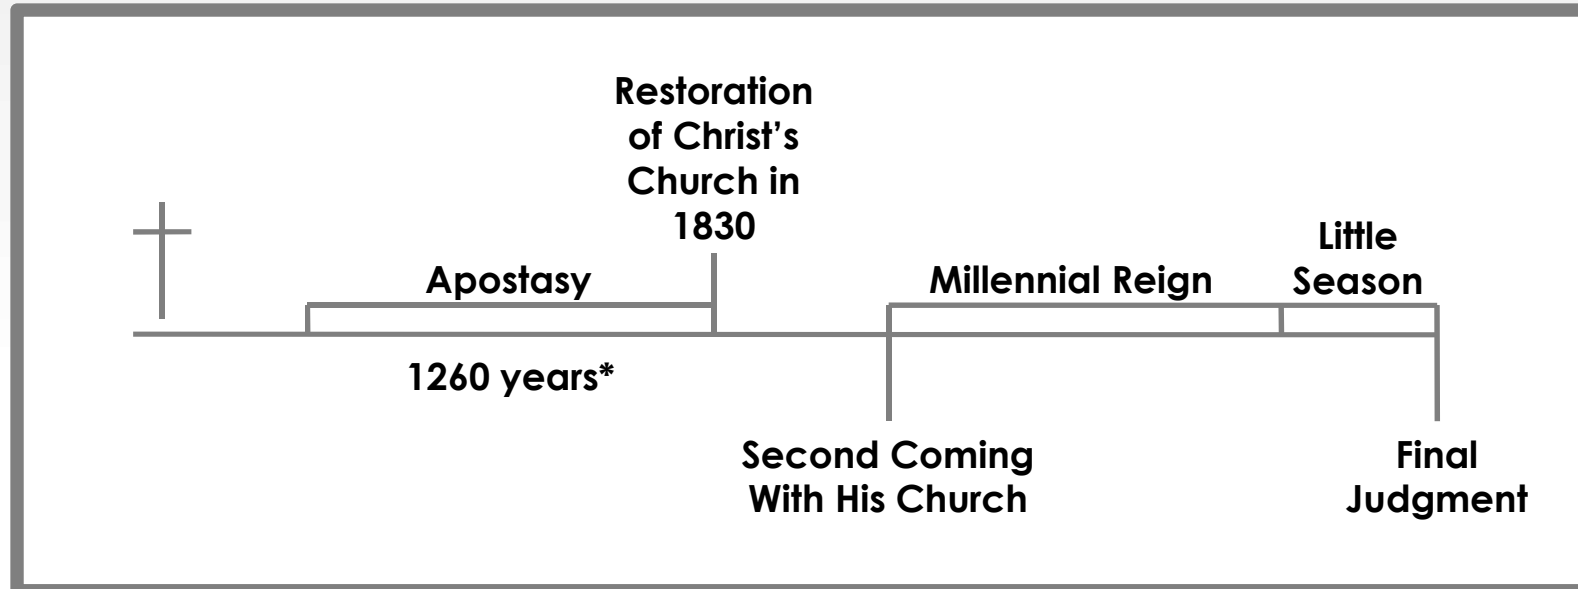 Restoration
of Christ's
Church in
1830
Apostasy
Millennial Reign
Little
Season
1260 years*
Second Coming
With His Church
Final
Judgment